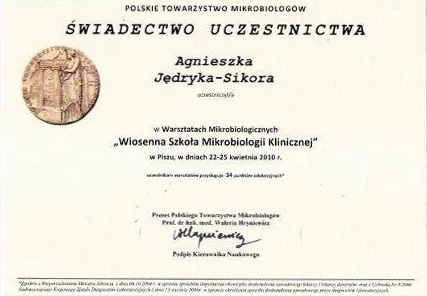 POLSKIE TOWARZYSTWO MIKROBIOLOGÓW
ŚWIADECTWO UCZESTNICTWA
Agnieszka
Jędryka-Sikora
uczestniczył/a
w Warsztatach Mikrobiologicznych
„Wiosenna Szkoła Mikrobiologii Klinicznej”
w Piszu, w dniach 22-25 kwietnia 2010 r.
uczestnikom warsztatów przysługuje 34 punktów edukacyjnych*
Prezes Polskiego Towarzystwa Mikrobiologów
Prof. dr hab. med. Waleria Hryniewicz
Podpis Kierownika Naukowego